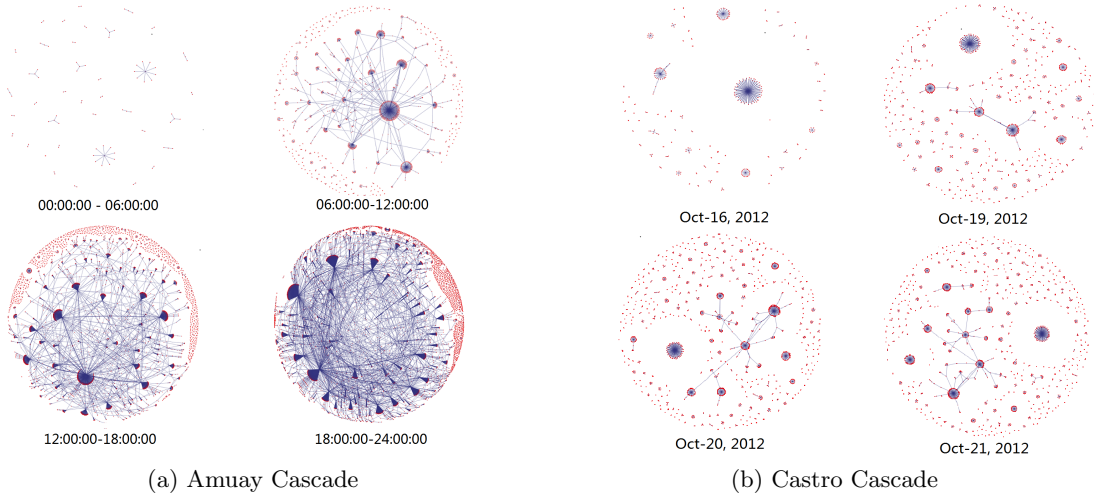 00:00:00 - 06:00:00
06:00:00-12:00:00
12:00:00-18:00:00
18:00:00-24:00:00
(a) Amuay Cascade
Oct-16, 2012
Oct-19, 2012
Oct-20, 2012
Oct-21, 2012
(b) Castro Cascade